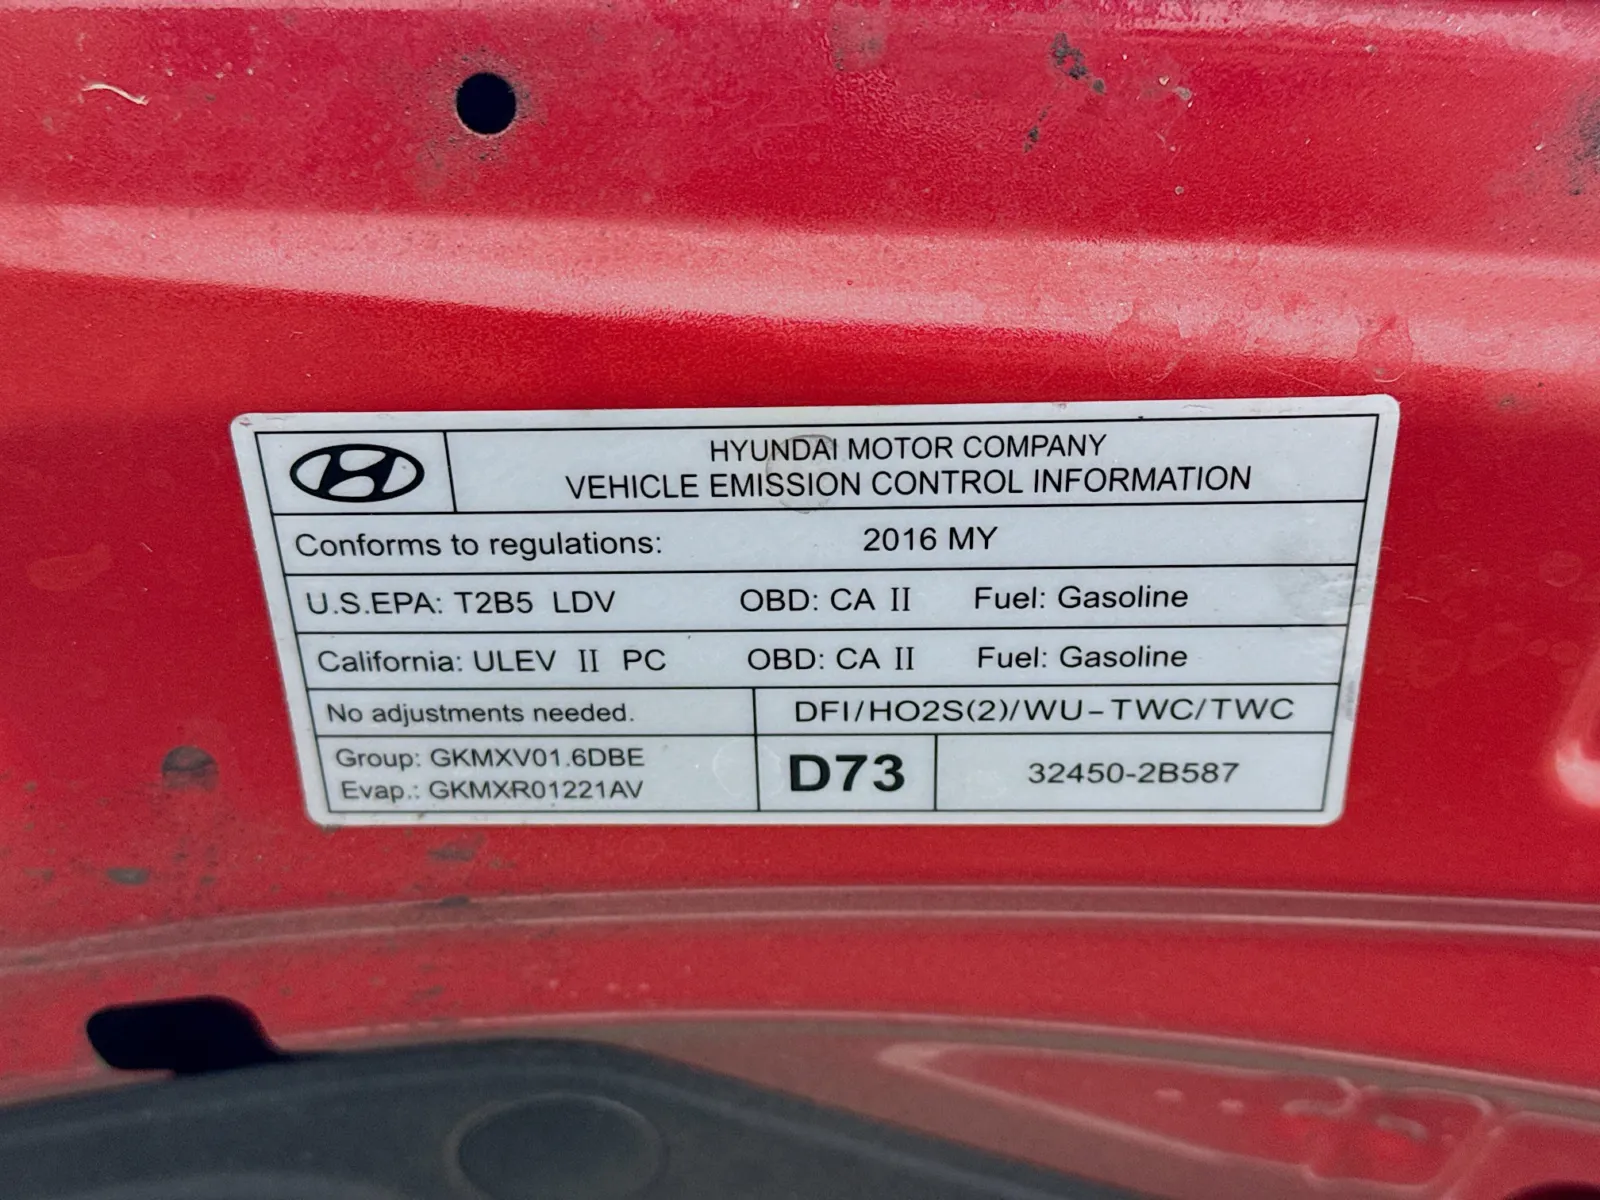 HYUNDAI MOTOR COMPANY
VEHICLE EMISSION CONTROL INFORMATION
Conforms to regulations: 2016 MY
U.S.EPA: T2B5 LDV OBD: CA II Fuel: Gasoline
California: ULEV II PC OBD: CA II Fuel: Gasoline
No adjustments needed. DFI/HO2S(2)/WU-TWC/TWC
Group: GKMXV01.6DBE
Evap.: GKMXR01221AV
D73 32450-2B587